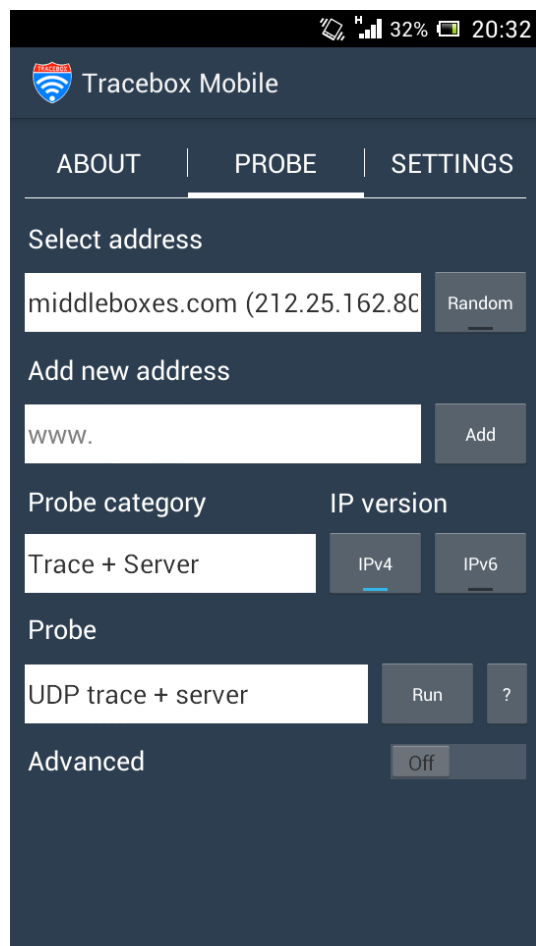 H 32% 20:32
TRACEBOX Tracebox Mobile
ABOUT PROBE SETTINGS
Select address
middleboxes.com (212.25.162.80 Random
Add new address
www. Add
Probe category IP version
Trace + Server IPv4 IPv6
Probe
UDP trace + server Run ?
Advanced Off